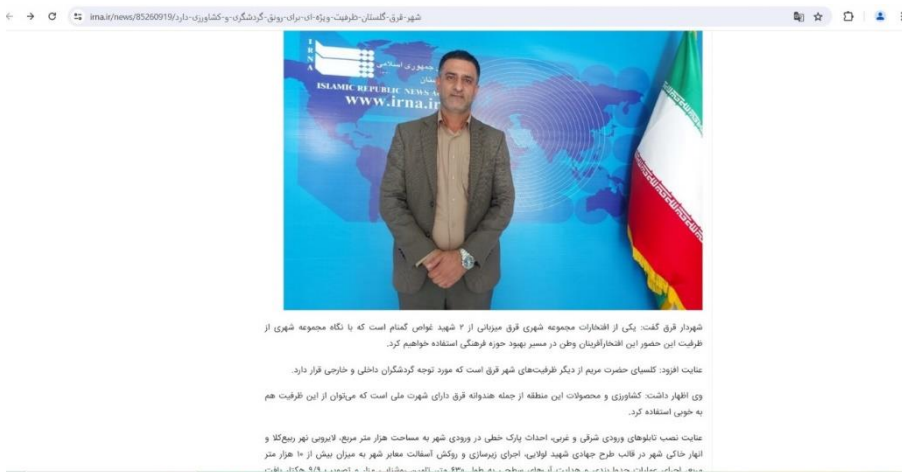 irna.ir/news/85260919/شهر-قرق-گلستان-ظرفیت-ویژه-ای-برای-رونق-گردشگری-و-کشاورزی-دارد
I
R
N
A
جمهوری اسلامی
ISLAMIC REPUBLIC NEWS A
www.irna.ir
شهردار قرق گفت: یکی از افتخارات مجموعه شهری قرق میزبانی از ۲ شهید غواص گمنام است که با نگاه مجموعه شهری از
ظرفیت این حضور این افتخارآفرینان وطن در مسیر بهبود حوزه فرهنگی استفاده خواهیم کرد.
عنایت افزود: کلسیای حضرت مریم از دیگر ظرفیت‌های شهر قرق است که مورد توجه گردشگران داخلی و خارجی قرار دارد.
وی اظهار داشت: کشاورزی و محصولات این منطقه از جمله هندوانه قرق دارای شهرت ملی است که می‌توان از این ظرفیت هم
به خوبی استفاده کرد.
عنایت نصب تابلوهای ورودی شرقی و غربی، احداث پارک خطی در ورودی شهر به مساحت هزار متر مربع، لایروبی نهر ربیع‌کلا و
انهار خاکی شهر در قالب طرح جهادی شهید لولایی، اجرای زیرسازی و روکش آسفالت معابر شهر به میزان بیش از ۱۰ هزار متر